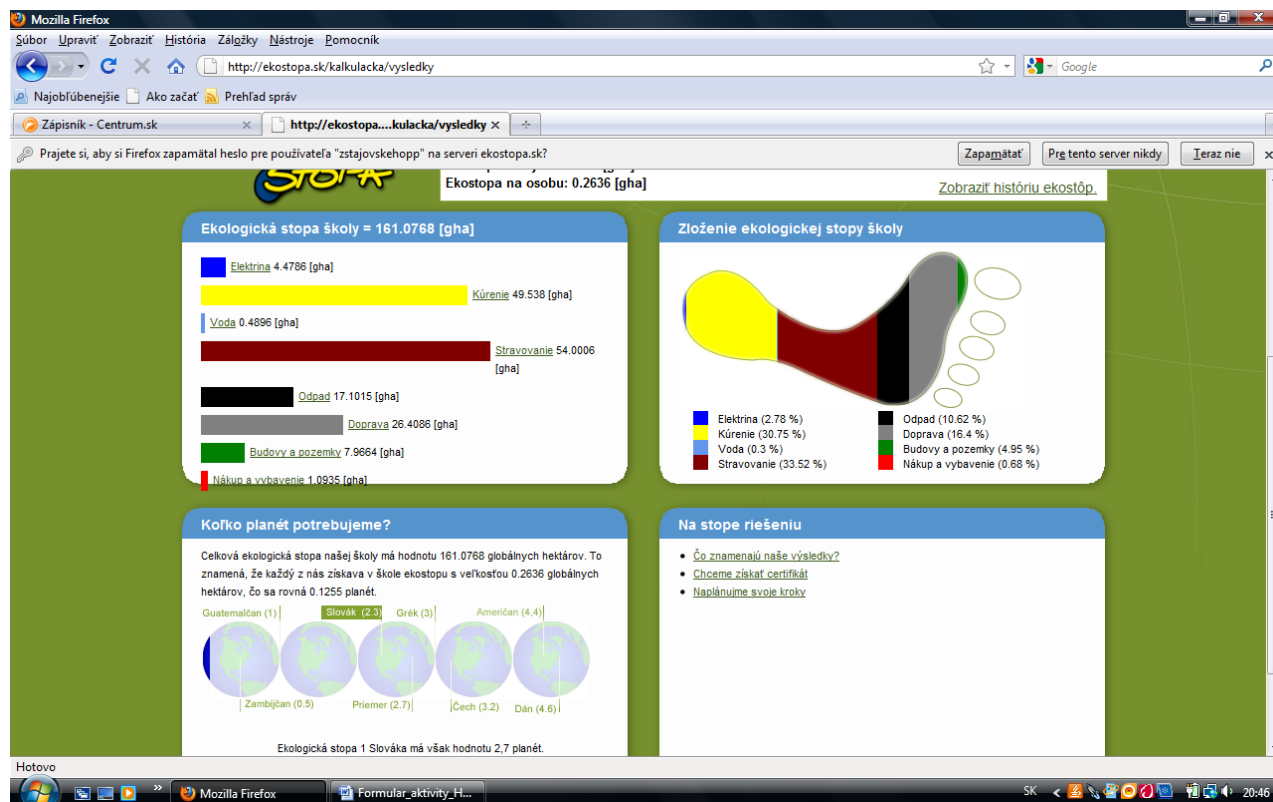 Mozilla Firefox
Súbor Upraviť Zobraziť História Záložky Nástroje Pomocník
http://ekostopa.sk/kalkulacka/vysledky
Google
Najobľúbenejšie Ako začať Prehľad správ
Zápisník - Centrum.sk
http://ekostopa....kulacka/vysledky
Prajete si, aby si Firefox zapamätal heslo pre používateľa "zstajovskehopp" na serveri ekostopa.sk?
Zapamätať
Pre tento server nikdy
Teraz nie
STOPA
Ekostopa na osobu: 0.2636 [gha]
Zobraziť históriu ekostôp.
Ekologická stopa školy = 161.0768 [gha]
Elektrina 4.4786 [gha]
Kúrenie 49.538 [gha]
Voda 0.4896 [gha]
Stravovanie 54.0006
[gha]
Odpad 17.1015 [gha]
Doprava 26.4086 [gha]
Budovy a pozemky 7.9664 [gha]
Nákup a vybavenie 1.0935 [gha]
Zloženie ekologickej stopy školy
Elektrina (2.78 %)
Kúrenie (30.75 %)
Voda (0.3 %)
Stravovanie (33.52 %)
Odpad (10.62 %)
Doprava (16.4 %)
Budovy a pozemky (4.95 %)
Nákup a vybavenie (0.68 %)
Koľko planét potrebujeme?
Celková ekologická stopa našej školy má hodnotu 161.0768 globálnych hektárov. To
znamená, že každý z nás získava v škole ekostopu s veľkosťou 0.2636 globálnych
hektárov, čo sa rovná 0.1255 planét.
Guatemalčan (1)
Slovák (2.3)
Grék (3)
Američan (4,4)
Zambijčan (0.5)
Priemer (2.7)
Čech (3.2)
Dán (4.6)
Ekologická stopa 1 Slováka má však hodnotu 2,7 planét.
Na stope riešeniu
Čo znamenajú naše výsledky?
Chceme získať certifikát
Naplánujme svoje kroky
Hotovo
Mozilla Firefox
Formular_aktivity_H...
SK
20:46